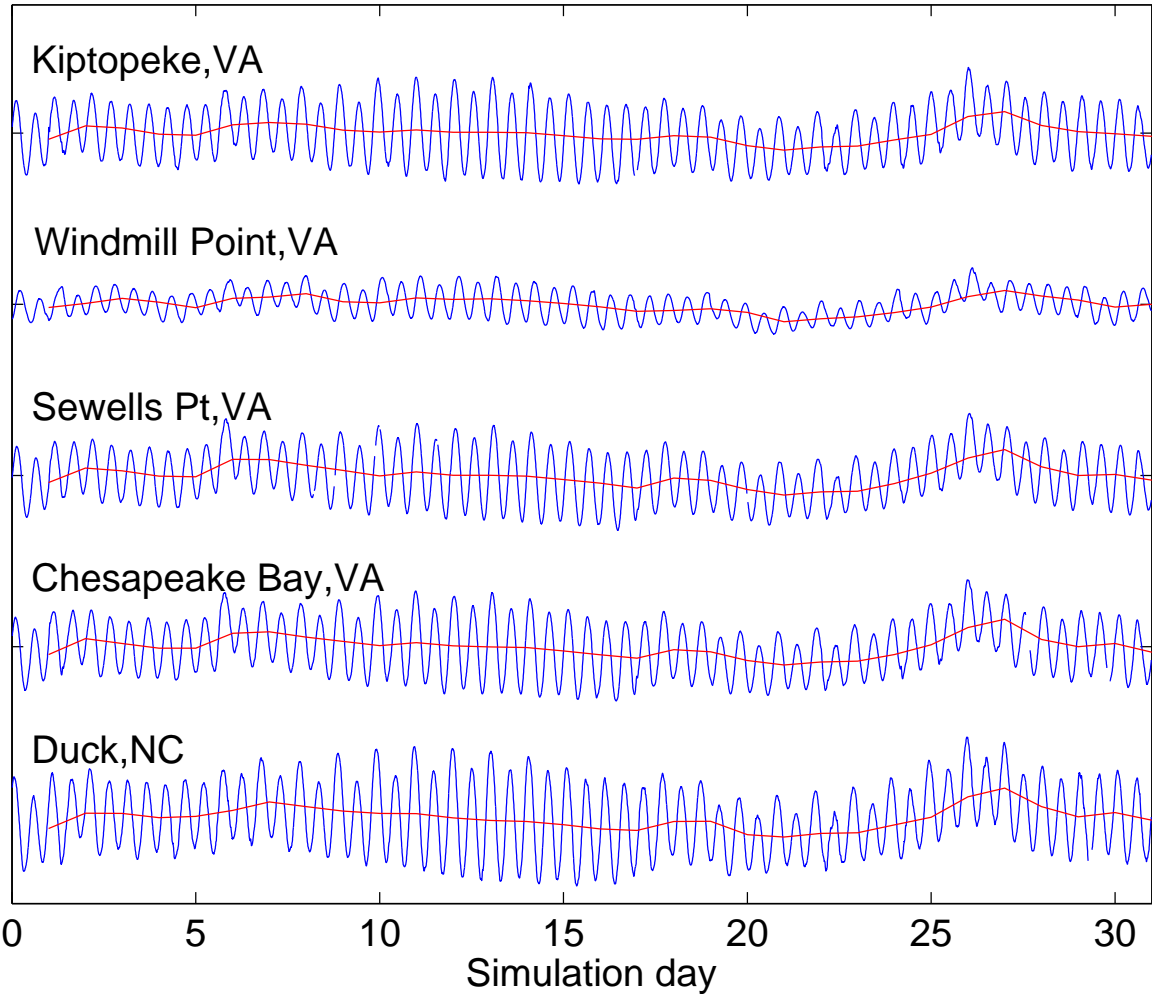 Kiptopeke,VA
Windmill Point,VA
Sewells Pt,VA
Chesapeake Bay,VA
Duck,NC
0 5 10 15 20 25 30
Simulation day